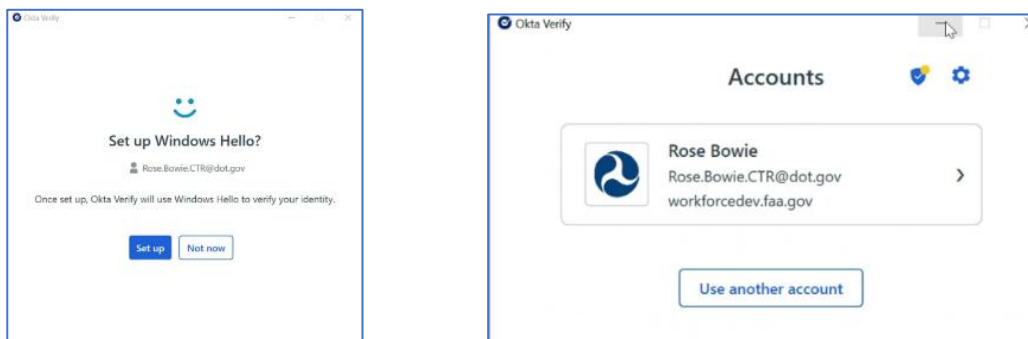 Okta Verify
Set up Windows Hello?
Rose.Bowie.CTR@dot.gov
Once set up, Okta Verify will use Windows Hello to verify your identity.
Set up
Not now
Okta Verify
Accounts
Rose Bowie
Rose.Bowie.CTR@dot.gov
workforcedev.faa.gov
Use another account